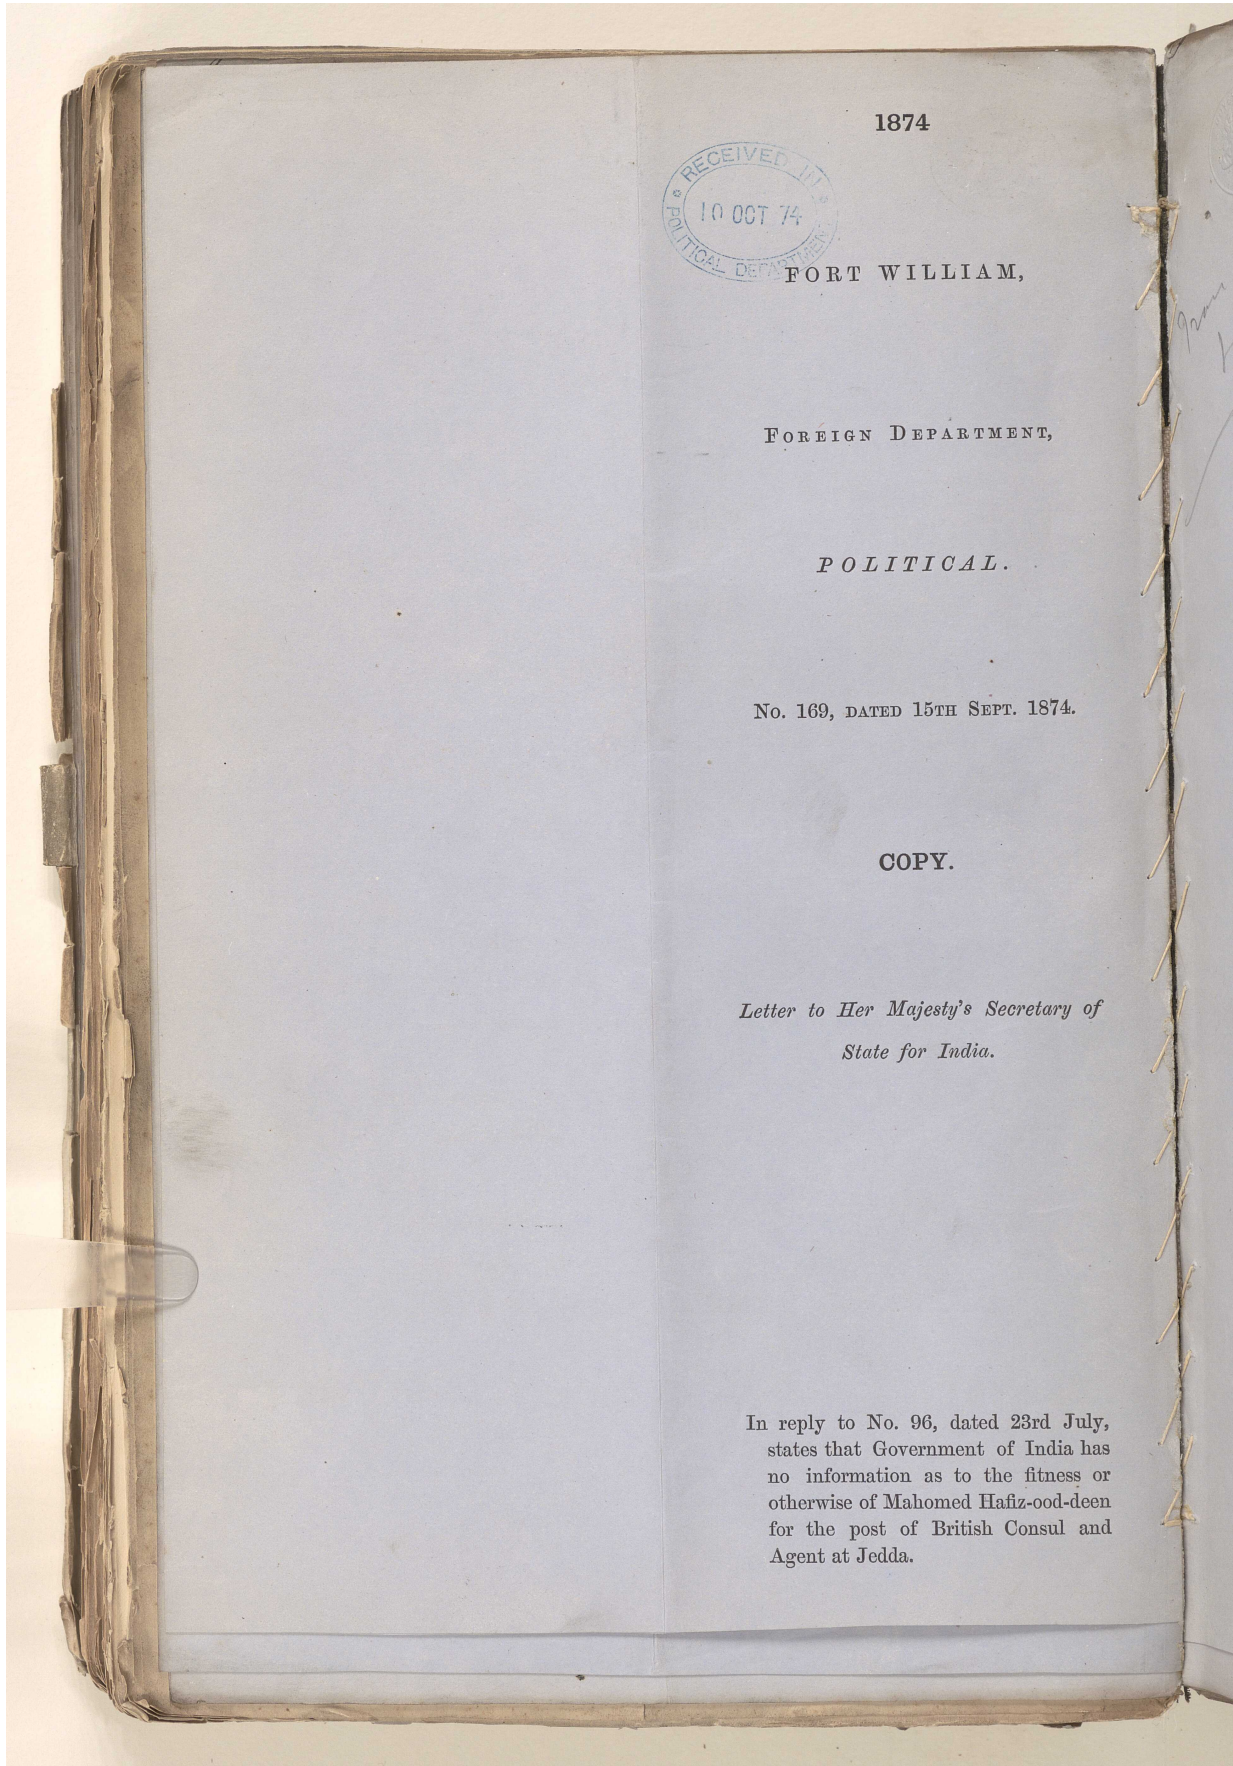 1874
RECEIVED IN
10 OCT 74
POLITICAL DEPARTMENT
FORT WILLIAM,
FOREIGN DEPARTMENT,
POLITICAL.
No. 169, DATED 15TH SEPT. 1874.
COPY.
Letter to Her Majesty's Secretary of
State for India.
In reply to No. 96, dated 23rd July,
states that Government of India has
no information as to the fitness or
otherwise of Mahomed Hafiz-ood-deen
for the post of British Consul and
Agent at Jedda.